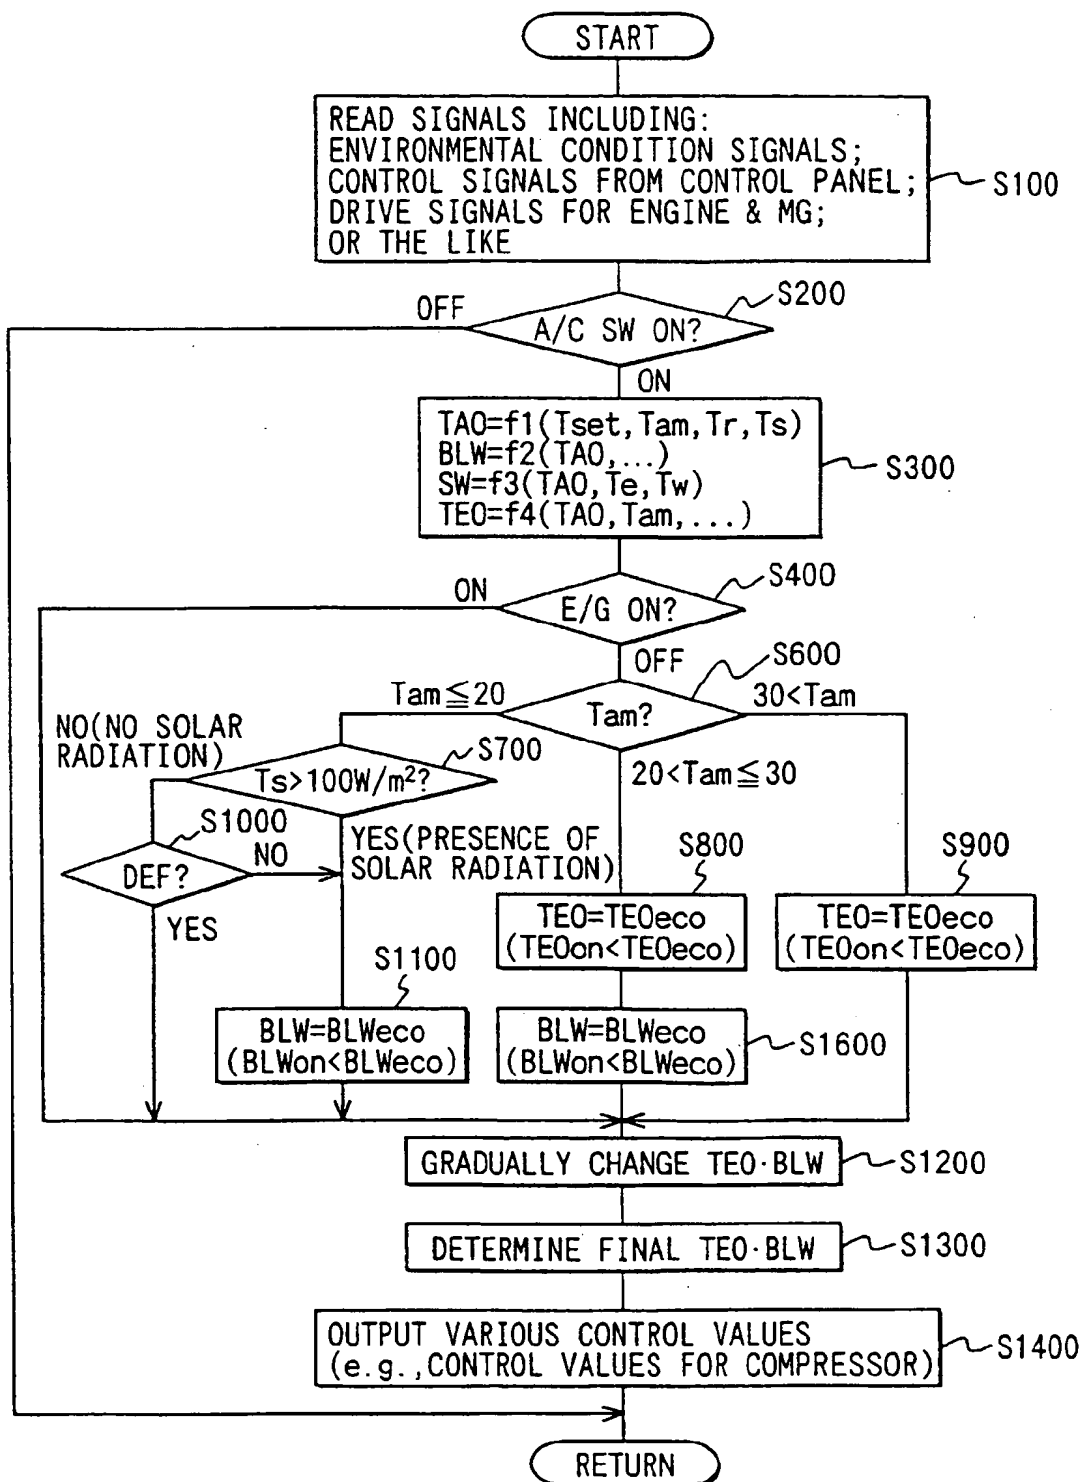 START
READ SIGNALS INCLUDING:
ENVIRONMENTAL CONDITION SIGNALS;
CONTROL SIGNALS FROM CONTROL PANEL;
DRIVE SIGNALS FOR ENGINE & MG;
OR THE LIKE
S100
OFF
S200
A/C SW ON?
ON
TAO=f1(Tset,Tam,Tr,Ts)
BLW=f2(TAO,...)
SW=f3(TAO,Te,Tw)
TEO=f4(TAO,Tam,...)
S300
ON
S400
E/G ON?
OFF
S600
Tam≦20
Tam?
30<Tam
NO(NO SOLAR
RADIATION)
S700
Ts>100W/m²?
20<Tam≦30
S1000
NO
DEF?
YES
YES(PRESENCE OF
SOLAR RADIATION)
S800
TEO=TEOeco
(TEOon<TEOeco)
S900
TEO=TEOeco
(TEOon<TEOeco)
S1100
BLW=BLWeco
(BLWon<BLWeco)
BLW=BLWeco
(BLWon<BLWeco)
S1600
GRADUALLY CHANGE TEO·BLW
S1200
DETERMINE FINAL TEO·BLW
S1300
OUTPUT VARIOUS CONTROL VALUES
(e.g.,CONTROL VALUES FOR COMPRESSOR)
S1400
RETURN